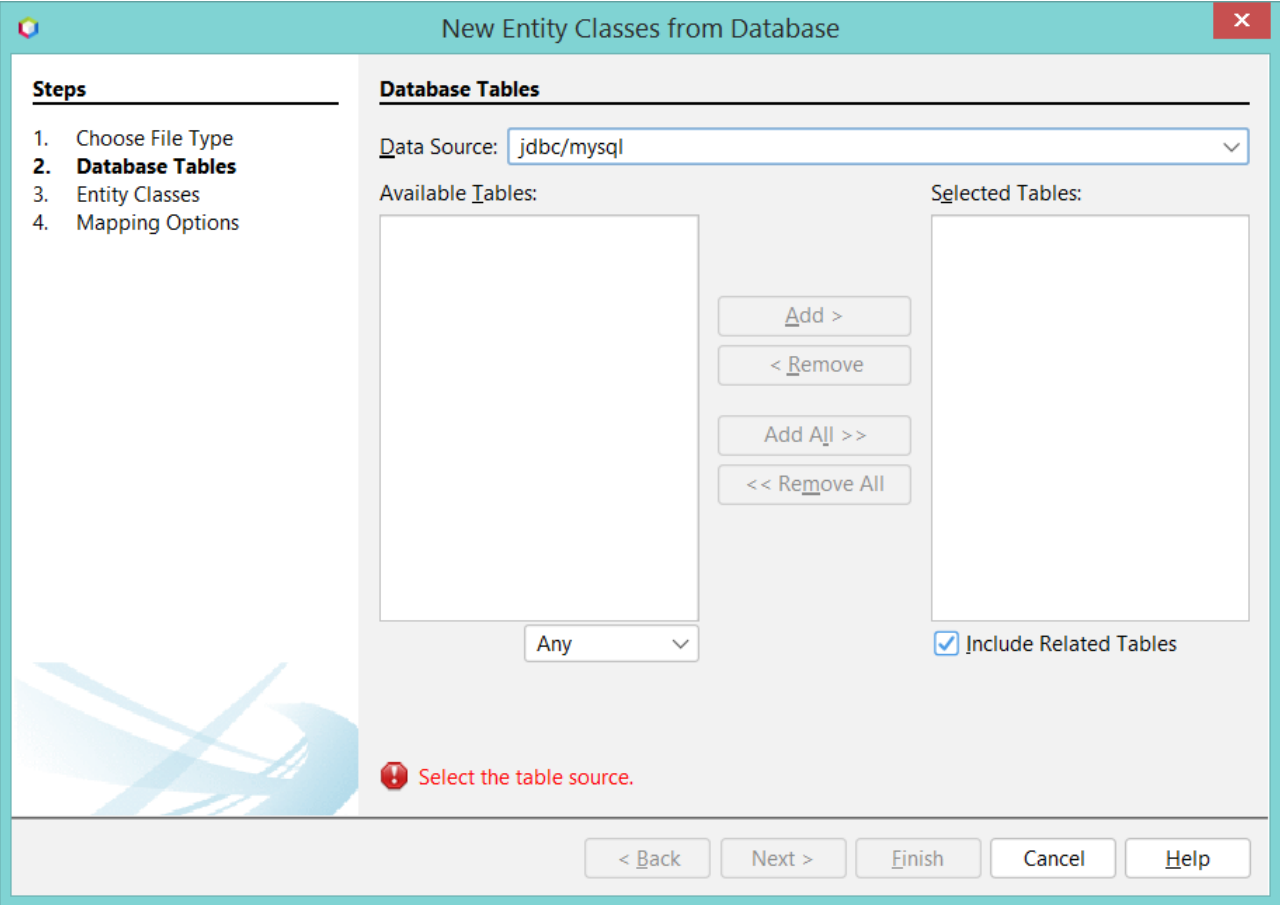 New Entity Classes from Database
Steps
1. Choose File Type
2. Database Tables
3. Entity Classes
4. Mapping Options
Database Tables
Data Source: jdbc/mysql
Available Tables:
Selected Tables:
Add >
< Remove
Add All >>
<< Remove All
Any
Include Related Tables
Select the table source.
< Back Next > Finish Cancel Help